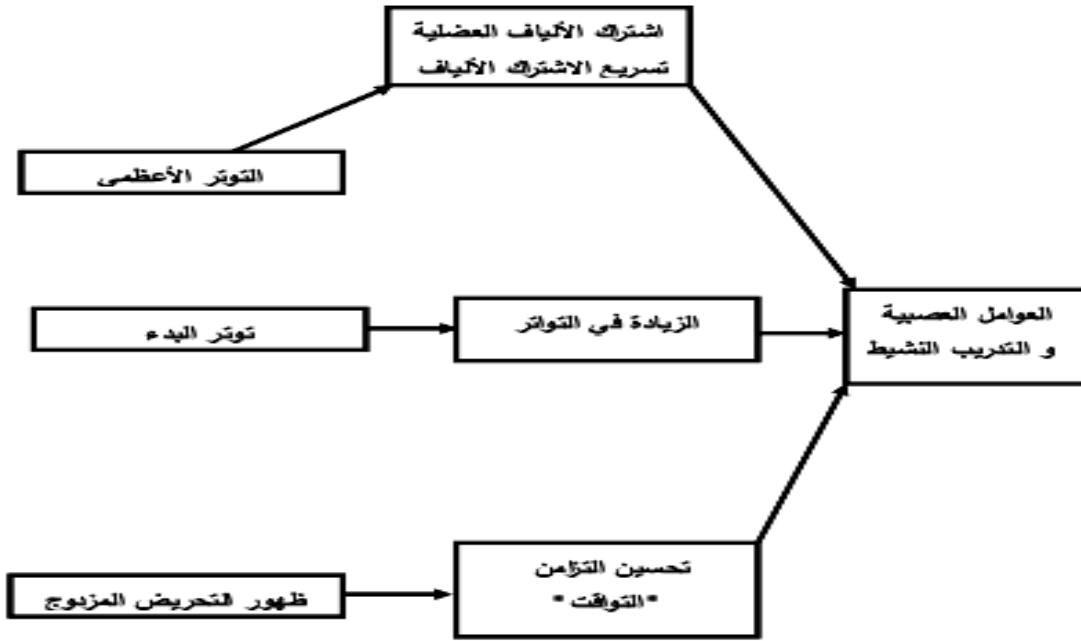 اشتراك الألياف العضلية
تسريع الاشتراك الألياف
التوتر الأعظمي
العوامل العصبية
و التدريب النشيط
الزيادة في التواتر
توتر البدء
تحسين التزامن
"التواقت"
ظهور التحريض المزدوج